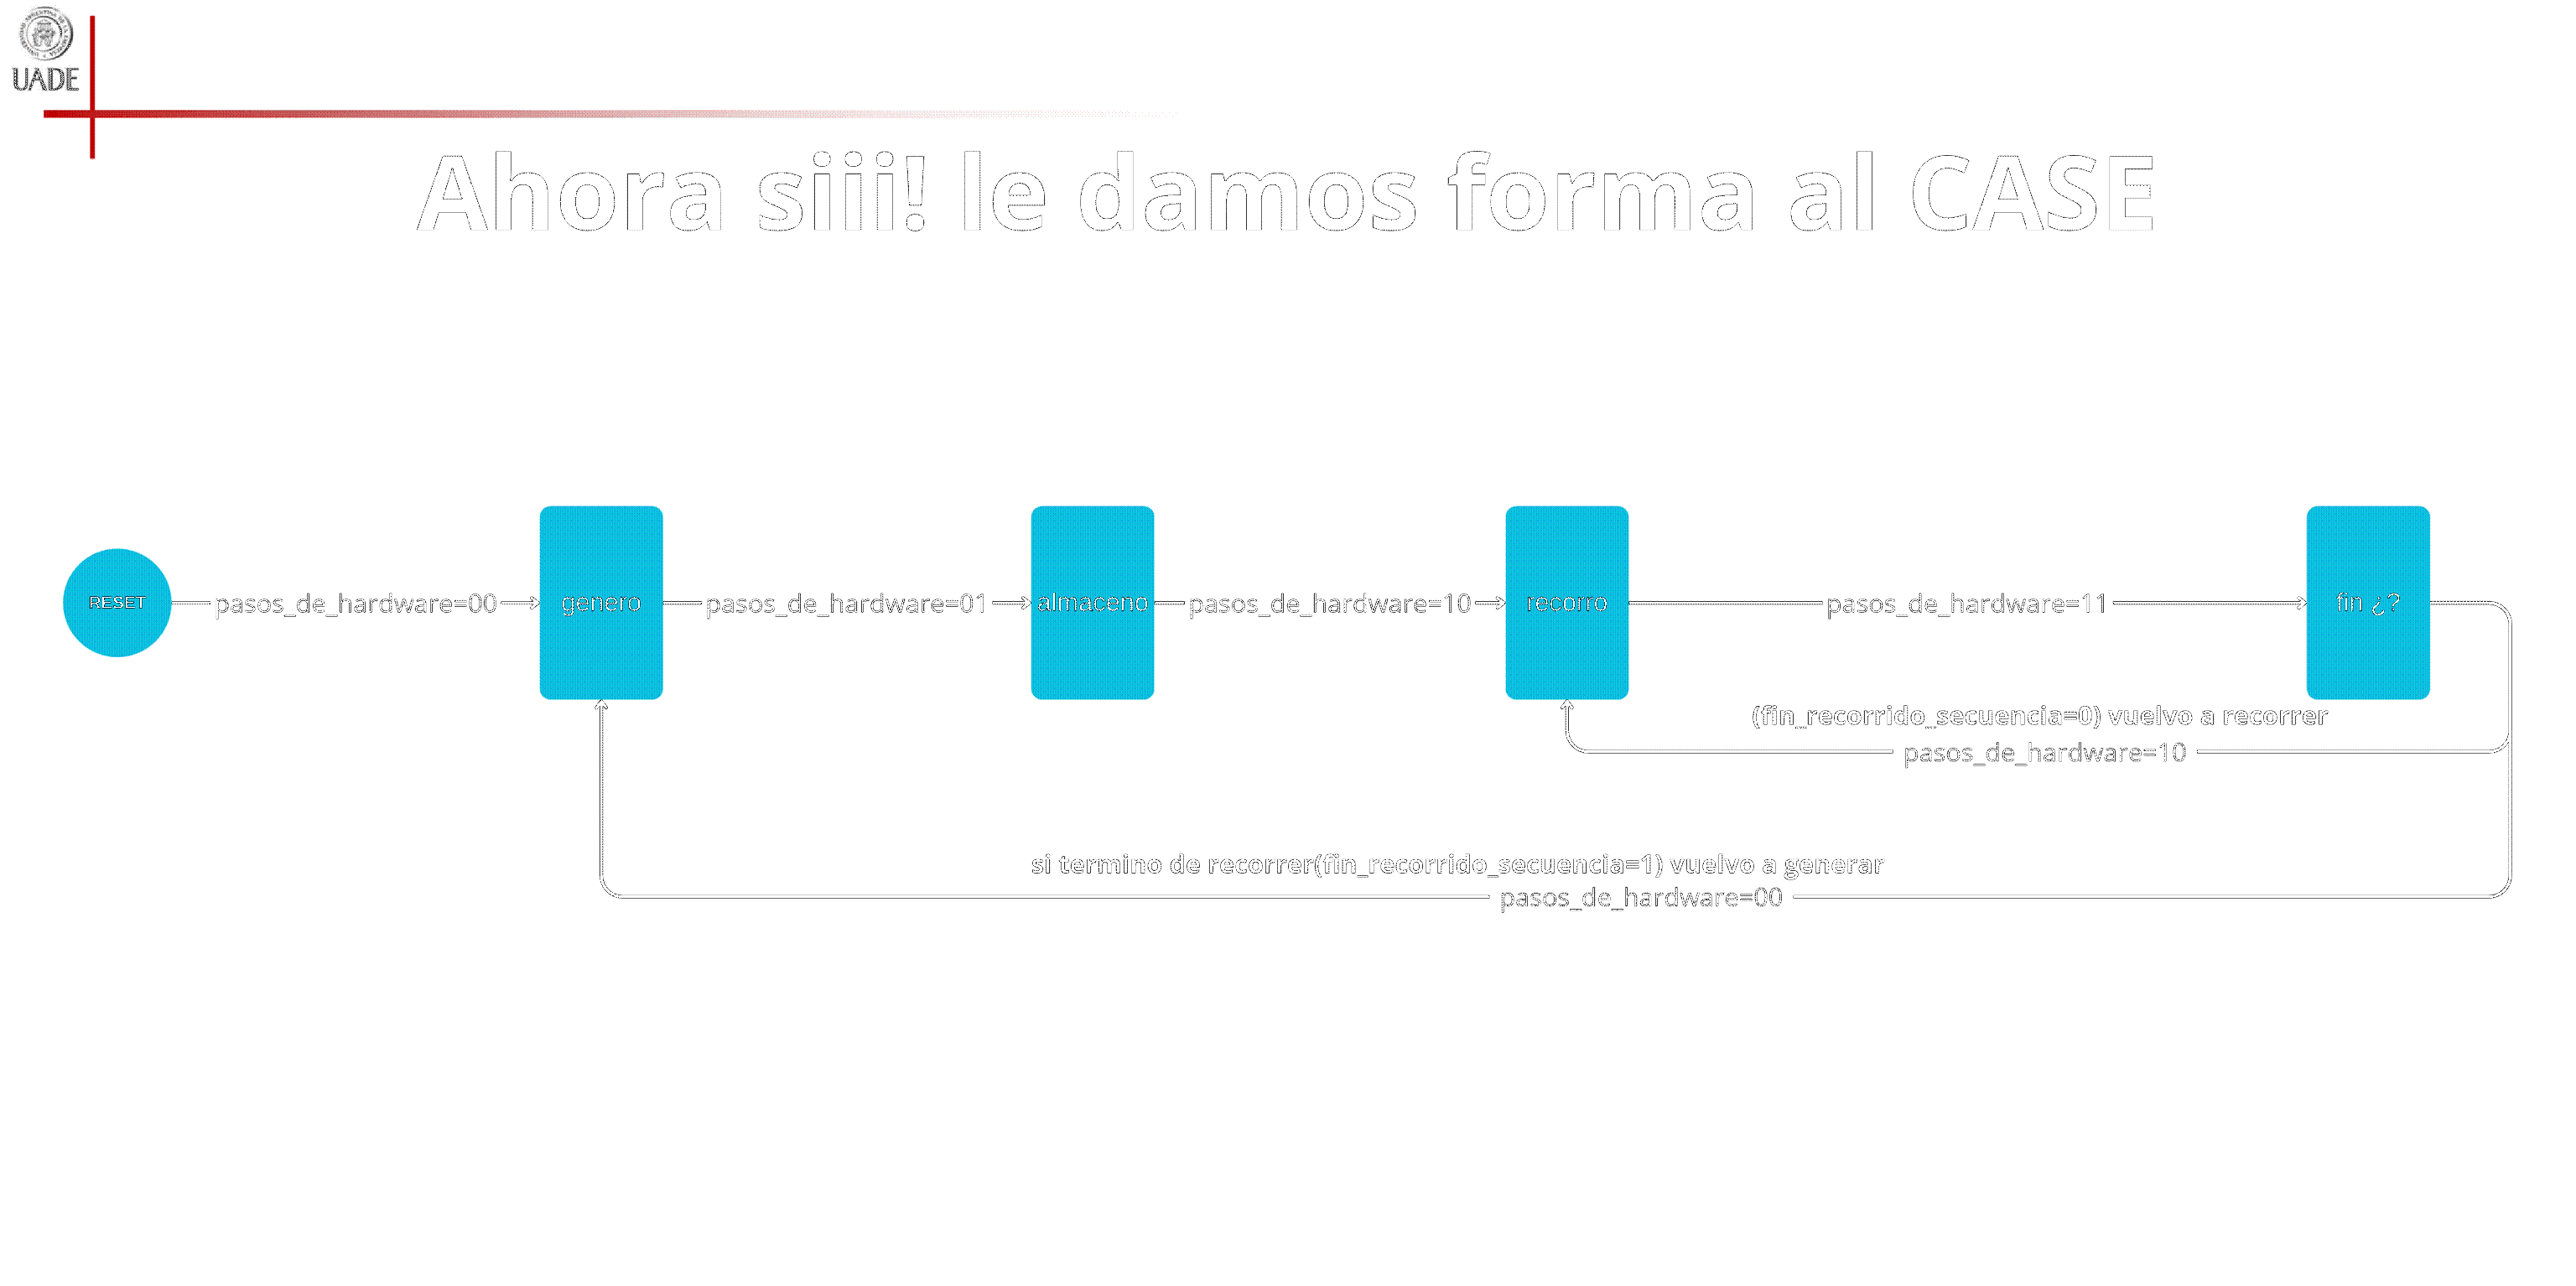 UADE
Ahora siii! le damos forma al CASE
RESET
pasos_de_hardware=00
genero
pasos_de_hardware=01
almaceno
pasos_de_hardware=10
recorro
pasos_de_hardware=11
fin ¿?
(fin_recorrido_secuencia=0) vuelvo a recorrer
pasos_de_hardware=10
si termino de recorrer(fin_recorrido_secuencia=1) vuelvo a generar
pasos_de_hardware=00